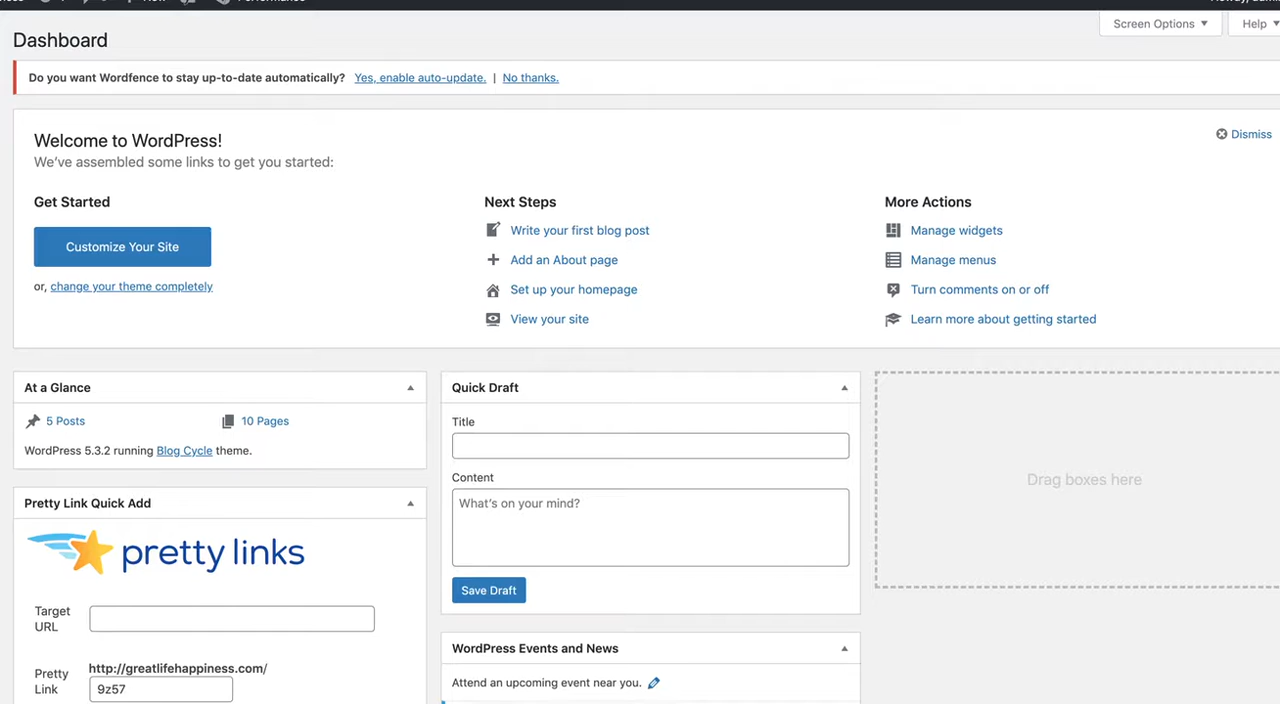 Screen Options
Help
Dashboard
Do you want Wordfence to stay up-to-date automatically? Yes, enable auto-update. | No thanks.
Welcome to WordPress!
Dismiss
We've assembled some links to get you started:
Get Started
Customize Your Site
or, change your theme completely
Next Steps
Write your first blog post
Add an About page
Set up your homepage
View your site
More Actions
Manage widgets
Manage menus
Turn comments on or off
Learn more about getting started
At a Glance
5 Posts
10 Pages
WordPress 5.3.2 running Blog Cycle theme.
Pretty Link Quick Add
pretty links
Target
URL
http://greatlifehappiness.com/
Pretty
Link
9z57
Quick Draft
Title
Content
What's on your mind?
Save Draft
WordPress Events and News
Attend an upcoming event near you.
Drag boxes here